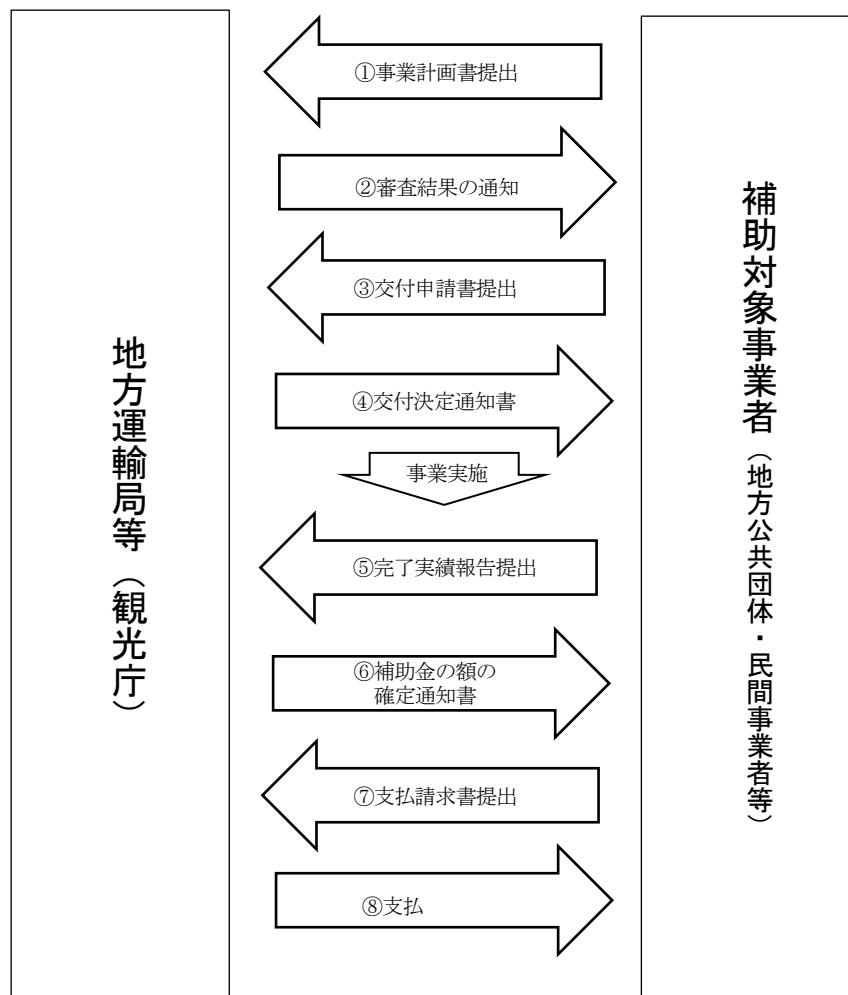 地方運輸局等（観光庁）
①事業計画書提出
②審査結果の通知
③交付申請書提出
④交付決定通知書
事業実施
⑤完了実績報告提出
⑥補助金の額の
確定通知書
⑦支払請求書提出
⑧支払
補助対象事業者（地方公共団体・民間事業者等）